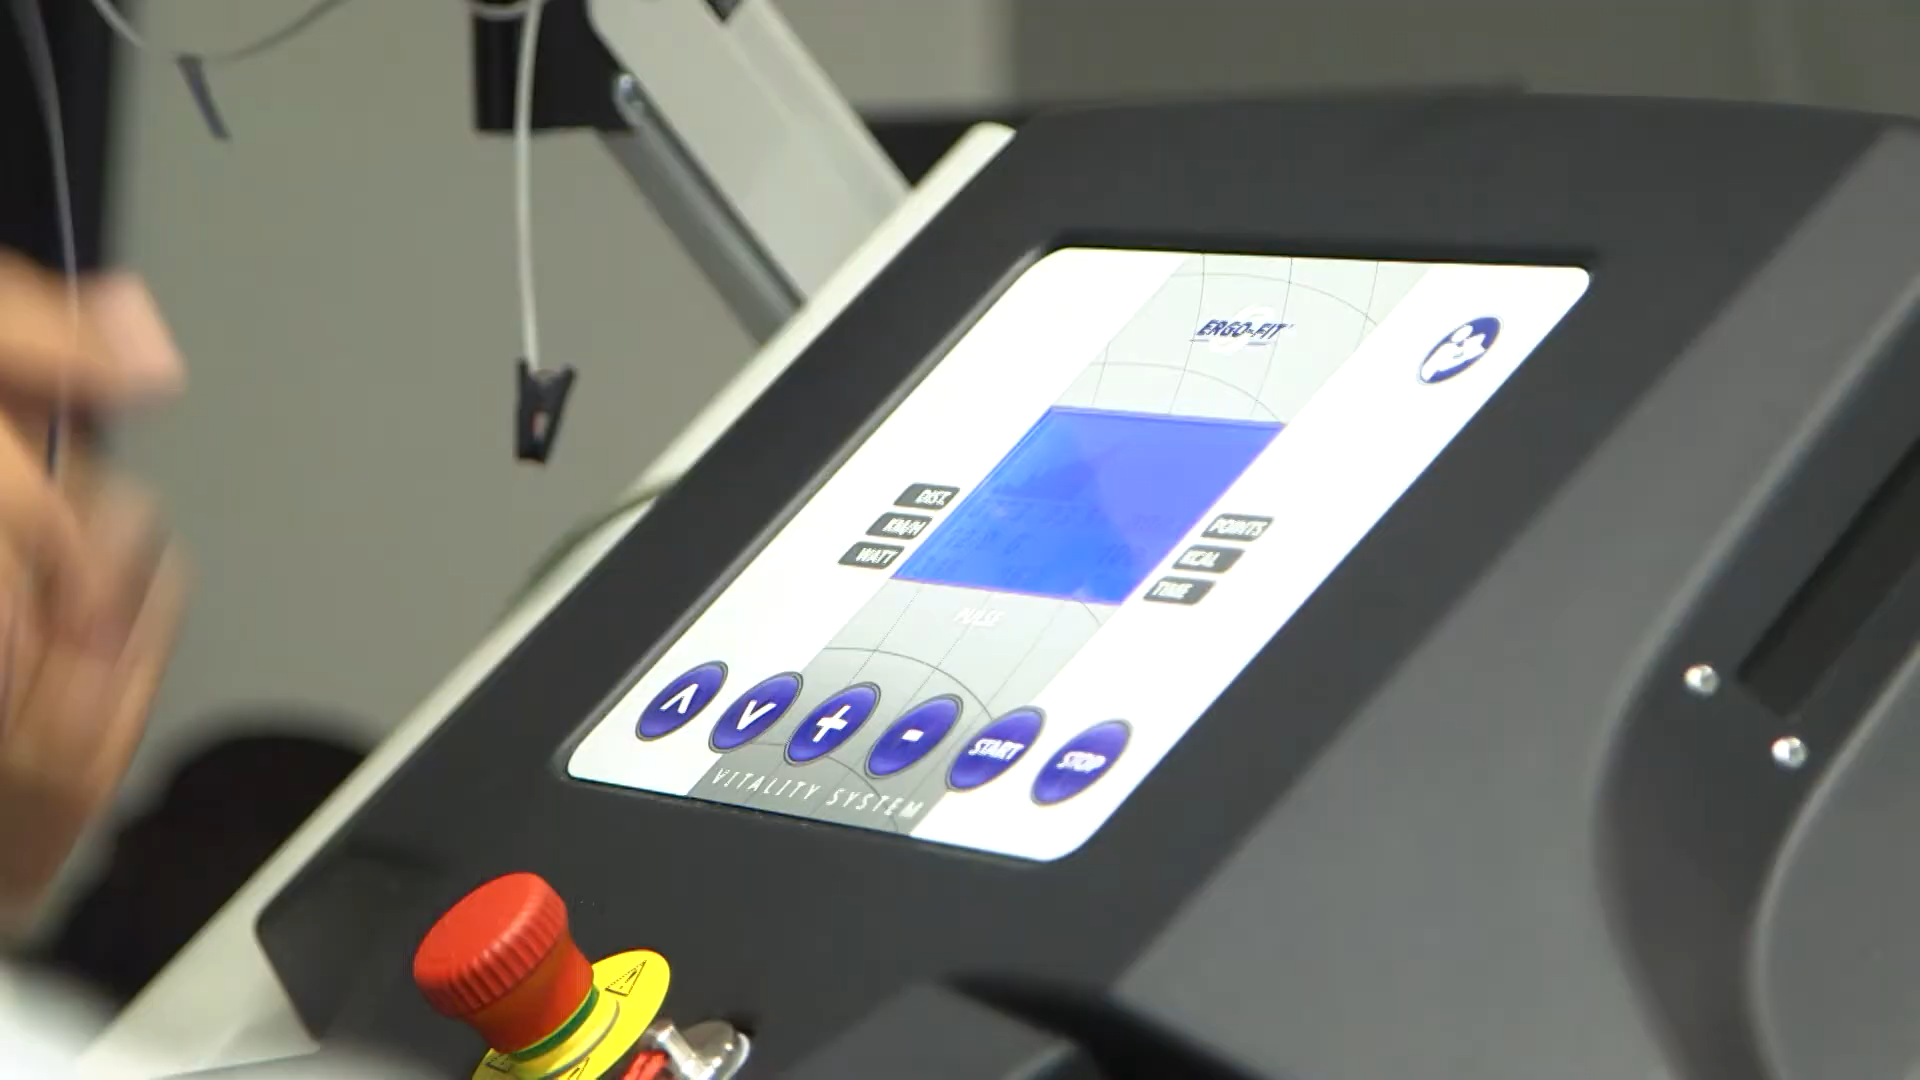 ERGO-FIT
DIST.
KM/H
WATT
POINTS
KCAL
TIME
PULSE
START
STOP
VITALITY SYSTEM